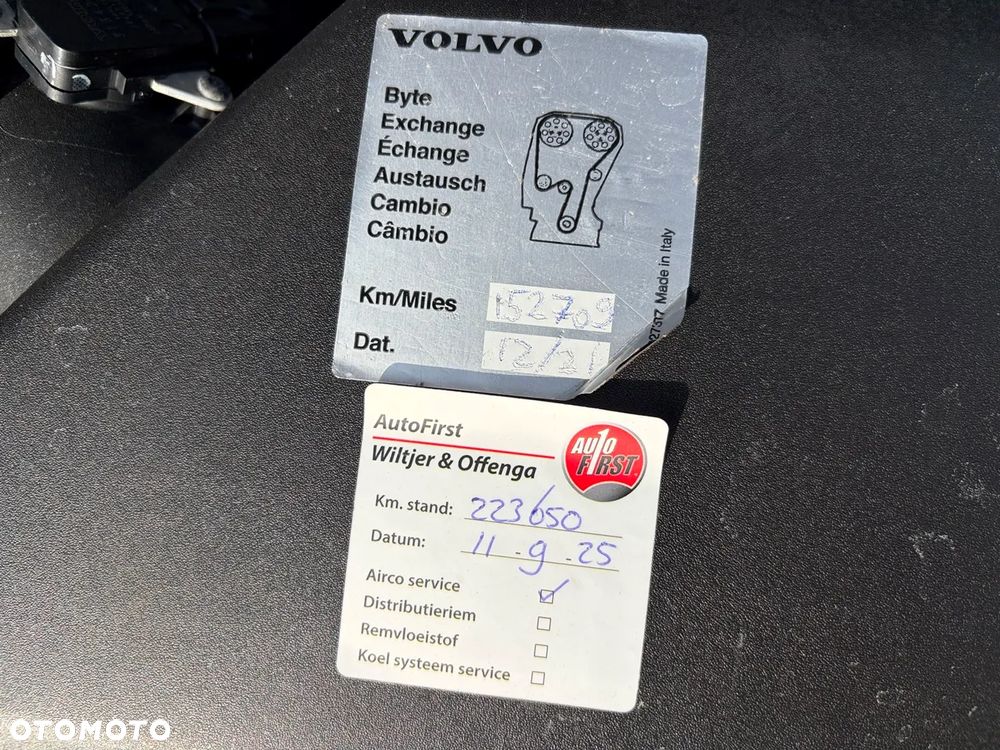 VOLVO
Byte
Exchange
Échange
Austausch
Cambio
Câmbio
Km/Miles 152709
Dat.
27317 Made in Italy
AutoFirst
Wiltjer & Offenga
AUTO
FIRST
Km. stand: 223650
Datum: 11-9-25
Airco service
Distributieriem
Remvloeistof
Koel systeem service
OTOMOTO